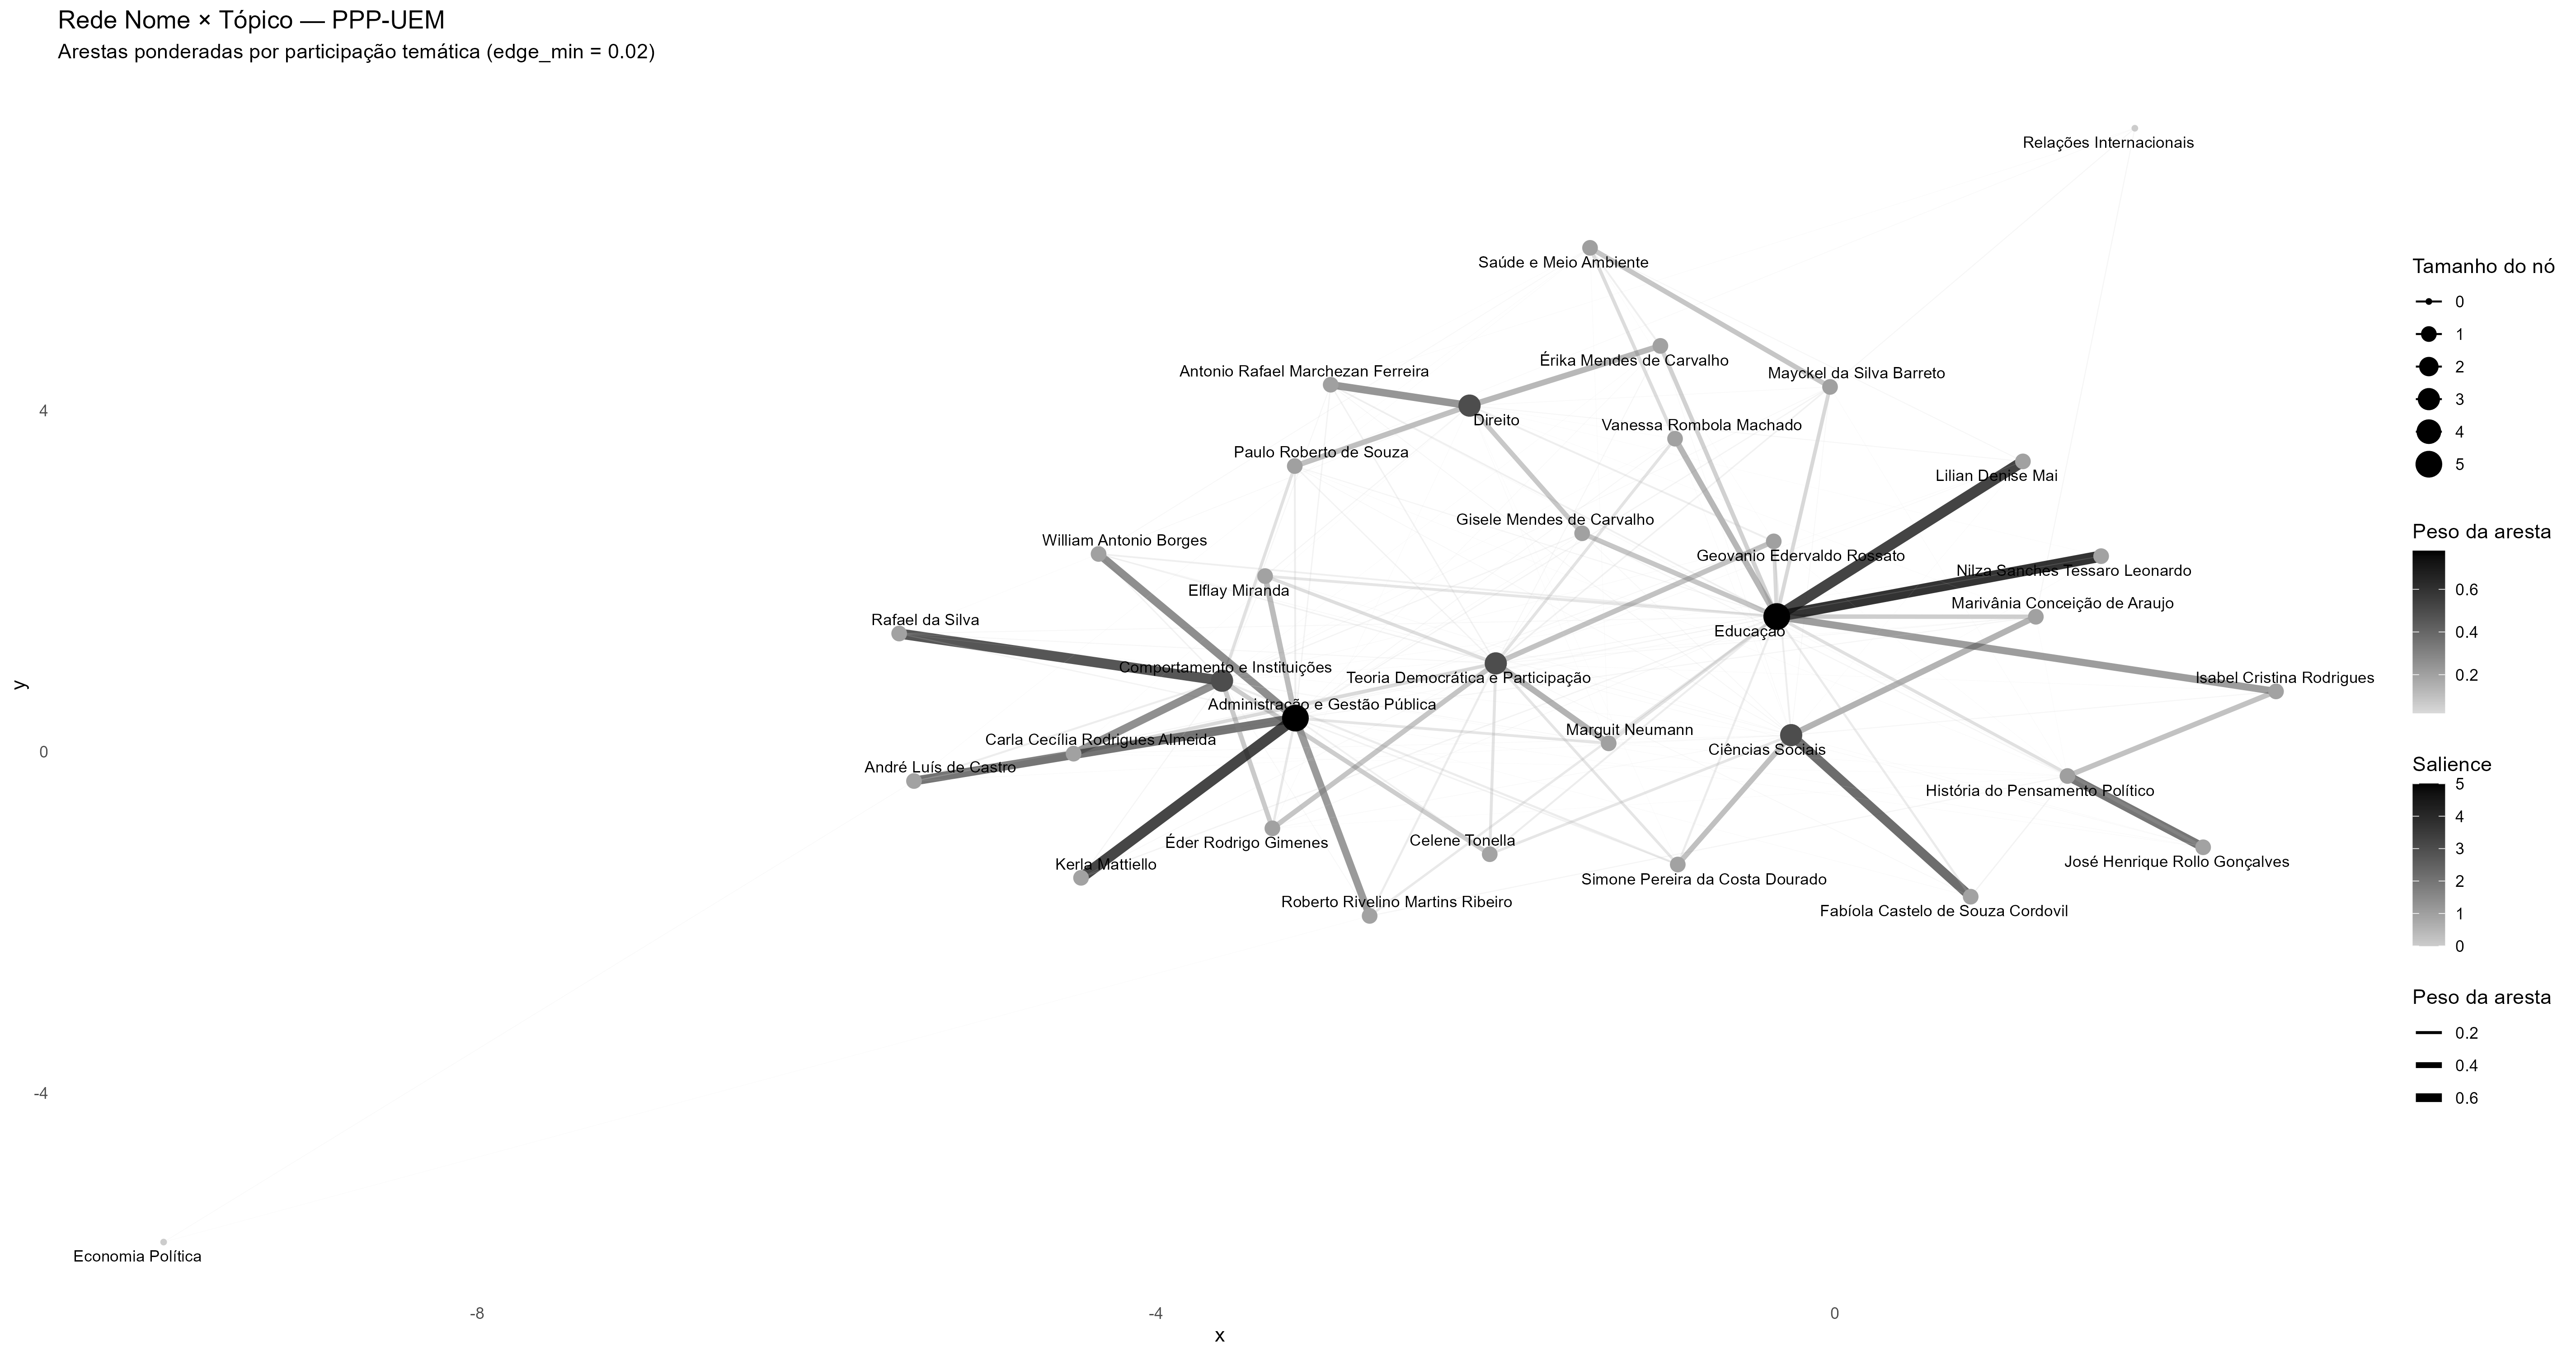 Rede Nome × Tópico — PPP-UEM
Arestas ponderadas por participação temática (edge_min = 0.02)
Relações Internacionais
Saúde e Meio Ambiente
Érika Mendes de Carvalho
Antonio Rafael Marchezan Ferreira
Mayckel da Silva Barreto
Direito
Vanessa Rombola Machado
Paulo Roberto de Souza
Lilian Denise Mai
Gisele Mendes de Carvalho
William Antonio Borges
Geovanio Edervaldo Rossato
Nilza Sanches Tessaro Leonardo
Elflay Miranda
Marivânia Conceição de Araujo
Rafael da Silva
Educação
Comportamento e Instituições
Teoria Democrática e Participação
Isabel Cristina Rodrigues
Administração e Gestão Pública
Marguit Neumann
Carla Cecília Rodrigues Almeida
Ciências Sociais
André Luís de Castro
História do Pensamento Político
Éder Rodrigo Gimenes
Celene Tonella
José Henrique Rollo Gonçalves
Kerla Mattiello
Simone Pereira da Costa Dourado
Roberto Rivelino Martins Ribeiro
Fabíola Castelo de Souza Cordovil
Economia Política
4
0
-4
y
-8
-4
0
x
Tamanho do nó
0
1
2
3
4
5
Peso da aresta
0.6
0.4
0.2
Salience
5
4
3
2
1
0
Peso da aresta
0.2
0.4
0.6